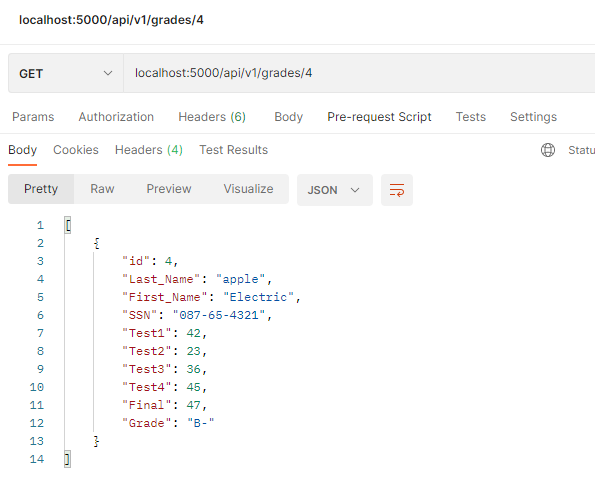 localhost:5000/api/v1/grades/4
GET localhost:5000/api/v1/grades/4
Params Authorization Headers (6) Body Pre-request Script Tests Settings
Body Cookies Headers (4) Test Results Statu
Pretty Raw Preview Visualize JSON
1 [
2 {
3 "id": 4,
4 "Last_Name": "apple",
5 "First_Name": "Electric",
6 "SSN": "087-65-4321",
7 "Test1": 42,
8 "Test2": 23,
9 "Test3": 36,
10 "Test4": 45,
11 "Final": 47,
12 "Grade": "B-"
13 }
14 ]